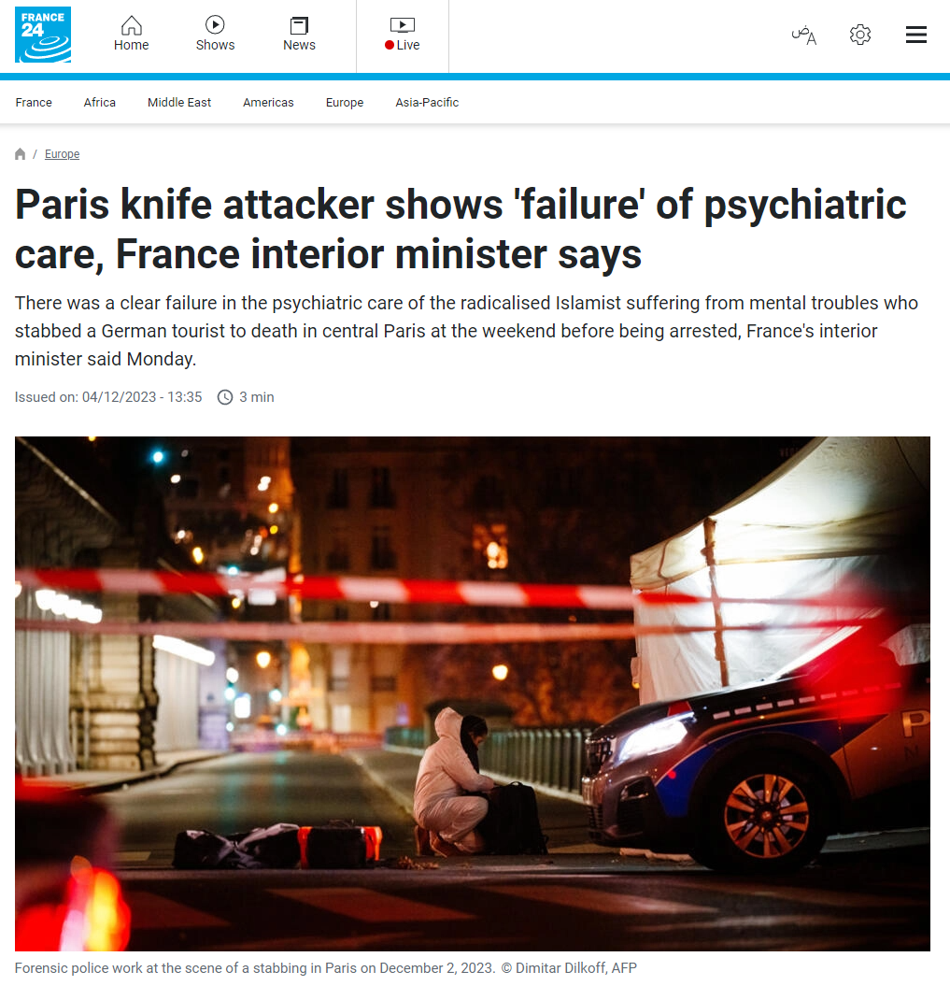 FRANCE
24
Home
Shows
News
Live
ض
A
France
Africa
Middle East
Americas
Europe
Asia-Pacific
/ Europe
Paris knife attacker shows 'failure' of psychiatric
care, France interior minister says
There was a clear failure in the psychiatric care of the radicalised Islamist suffering from mental troubles who
stabbed a German tourist to death in central Paris at the weekend before being arrested, France's interior
minister said Monday.
Issued on: 04/12/2023 - 13:35 3 min
P
Forensic police work at the scene of a stabbing in Paris on December 2, 2023. © Dimitar Dilkoff, AFP